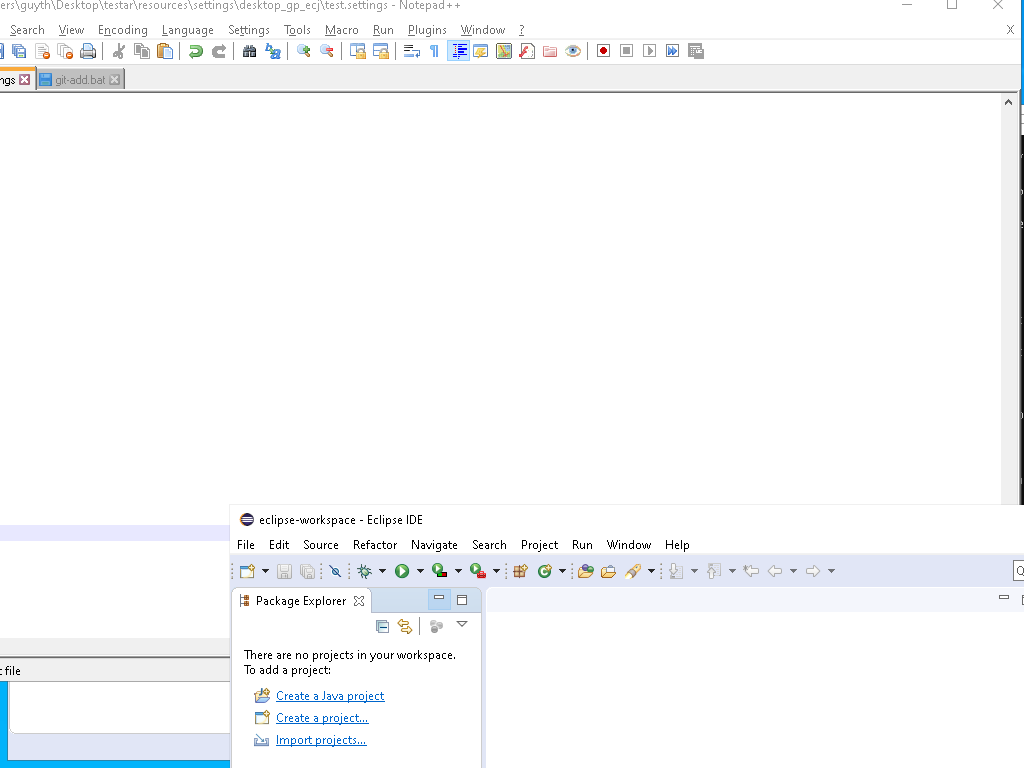 ers\guyth\Desktop\testar\resources\settings\desktop_gp_ecj\test.settings - Notepad++
Search View Encoding Language Settings Tools Macro Run Plugins Window ? X
ngs git-add.bat
eclipse-workspace - Eclipse IDE
File Edit Source Refactor Navigate Search Project Run Window Help
Package Explorer
There are no projects in your workspace.
To add a project:
Create a Java project
Create a project...
Import projects...
t file